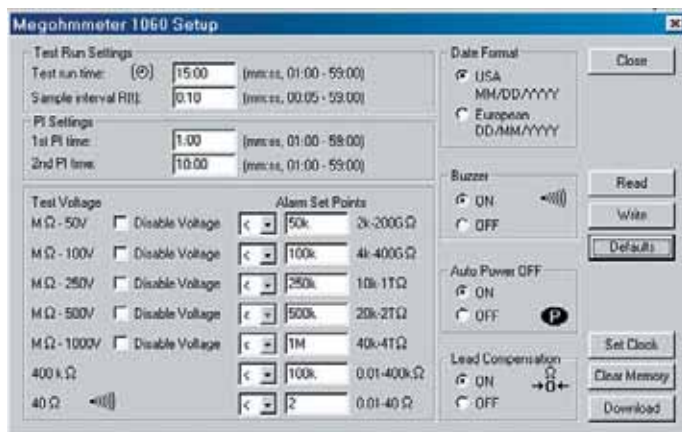 Megohmmeter 1060 Setup
Test Run Settings
Test run time: 15:00 (mm:ss, 01:00 - 59:00)
Sample interval R(t): 0:10 (mm:ss, 00:05 - 59:00)
PI Settings
1st PI time: 1:00 (mm:ss, 01:00 - 58:00)
2nd PI time: 10:00 (mm:ss, 01:00 - 59:00)
Test Voltage Alarm Set Points
MΩ - 50V Disable Voltage < 50k 2k-200GΩ
MΩ - 100V Disable Voltage < 100k 4k-400GΩ
MΩ - 250V Disable Voltage < 250k 10k-1TΩ
MΩ - 500V Disable Voltage < 500k 20k-2TΩ
MΩ - 1000V Disable Voltage < 1M 40k-4TΩ
400 kΩ < 100k 0.01-400kΩ
40 Ω < 2 0.01-40 Ω
Date Format
USA
MM/DD/YYYY
European
DD/MM/YYYY
Buzzer
ON
OFF
Auto Power OFF
ON
OFF P
Lead Compensation
ON Ω
→0←
OFF
Close
Read
Write
Defaults
Set Clock
Clear Memory
Download